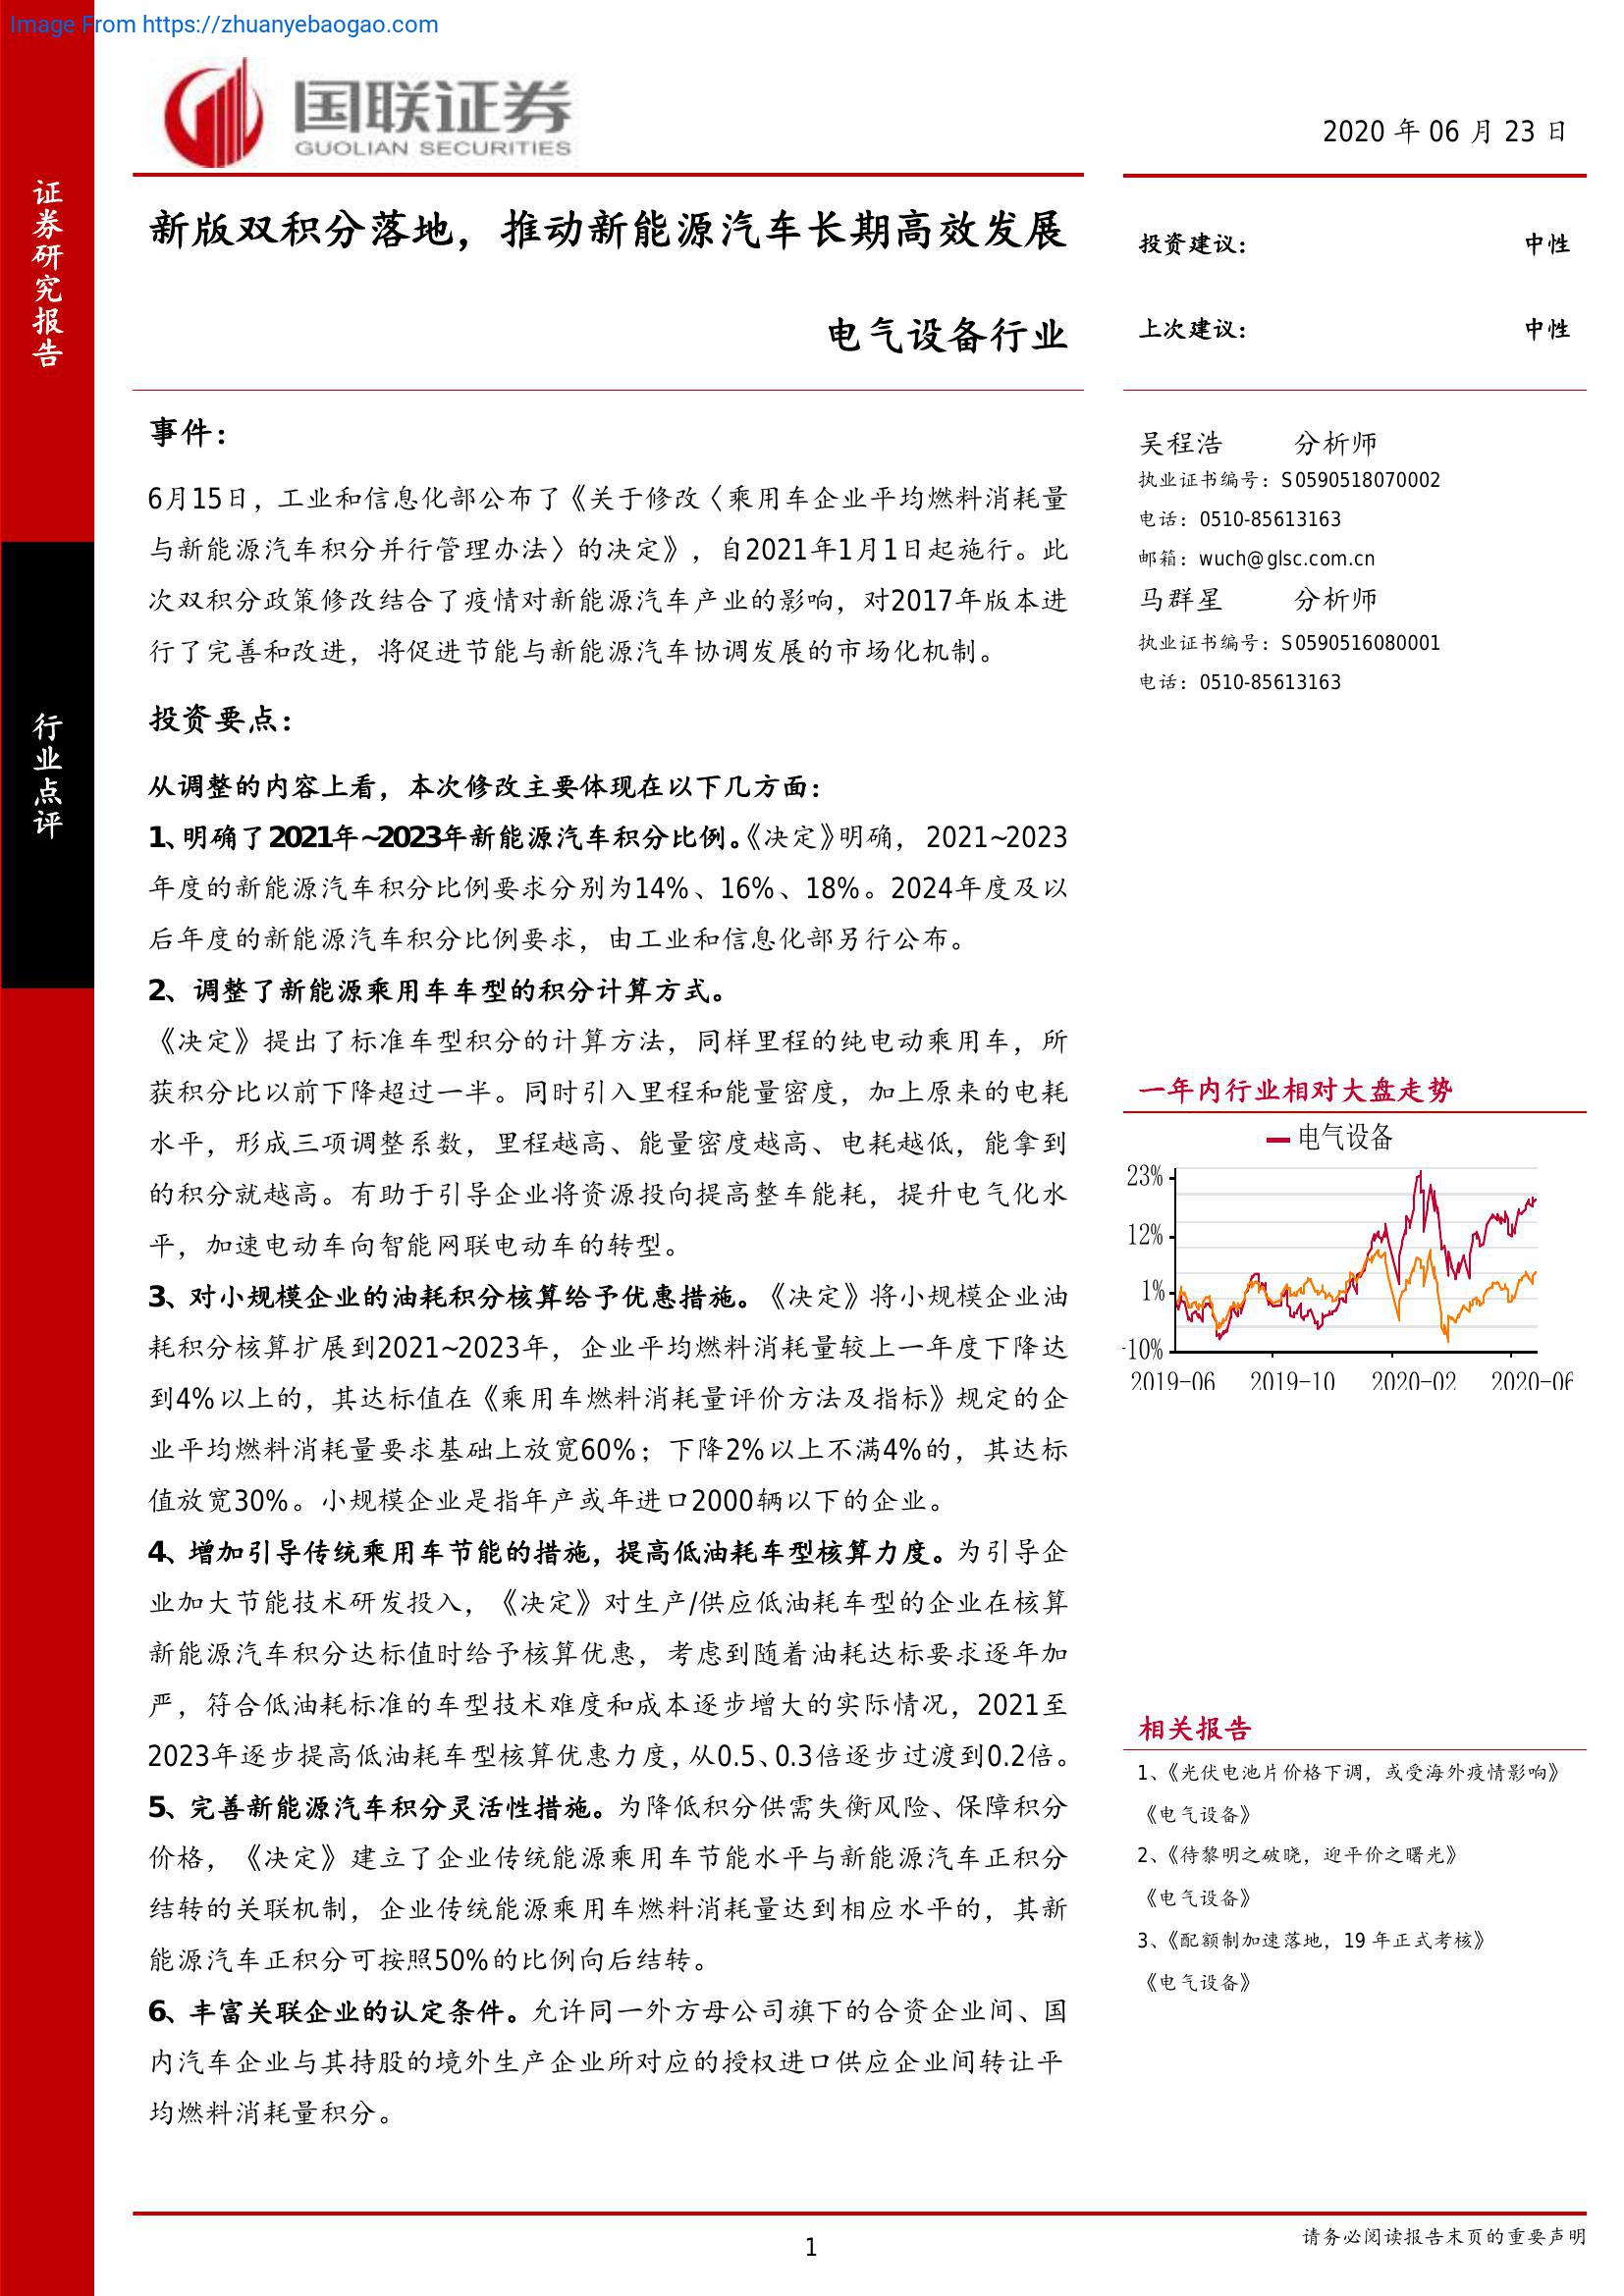 Image From https://zhuanyebaogao.com
国联证券
GUOLIAN SECURITIES
2020 年 06 月 23 日
证券研究报告
行业点评
新版双积分落地，推动新能源汽车长期高效发展
电气设备行业
投资建议： 中性
上次建议： 中性
事件：
6月15日，工业和信息化部公布了《关于修改〈乘用车企业平均燃料消耗量
与新能源汽车积分并行管理办法〉的决定》，自2021年1月1日起施行。此
次双积分政策修改结合了疫情对新能源汽车产业的影响，对2017年版本进
行了完善和改进，将促进节能与新能源汽车协调发展的市场化机制。
投资要点：
从调整的内容上看，本次修改主要体现在以下几方面：
1、明确了2021年~2023年新能源汽车积分比例。《决定》明确，2021~2023
年度的新能源汽车积分比例要求分别为14%、16%、18%。2024年度及以
后年度的新能源汽车积分比例要求，由工业和信息化部另行公布。
2、调整了新能源乘用车车型的积分计算方式。
《决定》提出了标准车型积分的计算方法，同样里程的纯电动乘用车，所
获积分比以前下降超过一半。同时引入里程和能量密度，加上原来的电耗
水平，形成三项调整系数，里程越高、能量密度越高、电耗越低，能拿到
的积分就越高。有助于引导企业将资源投向提高整车能耗，提升电气化水
平，加速电动车向智能网联电动车的转型。
3、对小规模企业的油耗积分核算给予优惠措施。《决定》将小规模企业油
耗积分核算扩展到2021~2023年，企业平均燃料消耗量较上一年度下降达
到4%以上的，其达标值在《乘用车燃料消耗量评价方法及指标》规定的企
业平均燃料消耗量要求基础上放宽60%；下降2%以上不满4%的，其达标
值放宽30%。小规模企业是指年产或年进口2000辆以下的企业。
4、增加引导传统乘用车节能的措施，提高低油耗车型核算力度。为引导企
业加大节能技术研发投入，《决定》对生产/供应低油耗车型的企业在核算
新能源汽车积分达标值时给予核算优惠，考虑到随着油耗达标要求逐年加
严，符合低油耗标准的车型技术难度和成本逐步增大的实际情况，2021至
2023年逐步提高低油耗车型核算优惠力度，从0.5、0.3倍逐步过渡到0.2倍。
5、完善新能源汽车积分灵活性措施。为降低积分供需失衡风险、保障积分
价格，《决定》建立了企业传统能源乘用车节能水平与新能源汽车正积分
结转的关联机制，企业传统能源乘用车燃料消耗量达到相应水平的，其新
能源汽车正积分可按照50%的比例向后结转。
6、丰富关联企业的认定条件。允许同一外方母公司旗下的合资企业间、国
内汽车企业与其持股的境外生产企业所对应的授权进口供应企业间转让平
均燃料消耗量积分。
吴程浩 分析师
执业证书编号：S0590518070002
电话：0510-85613163
邮箱：wuch@glsc.com.cn
马群星 分析师
执业证书编号：S0590516080001
电话：0510-85613163
一年内行业相对大盘走势
电气设备
23%
12%
1%
-10%
2019-06 2019-10 2020-02 2020-06
相关报告
1、《光伏电池片价格下调，或受海外疫情影响》
《电气设备》
2、《待黎明之破晓，迎平价之曙光》
《电气设备》
3、《配额制加速落地，19 年正式考核》
《电气设备》
1
请务必阅读报告末页的重要声明